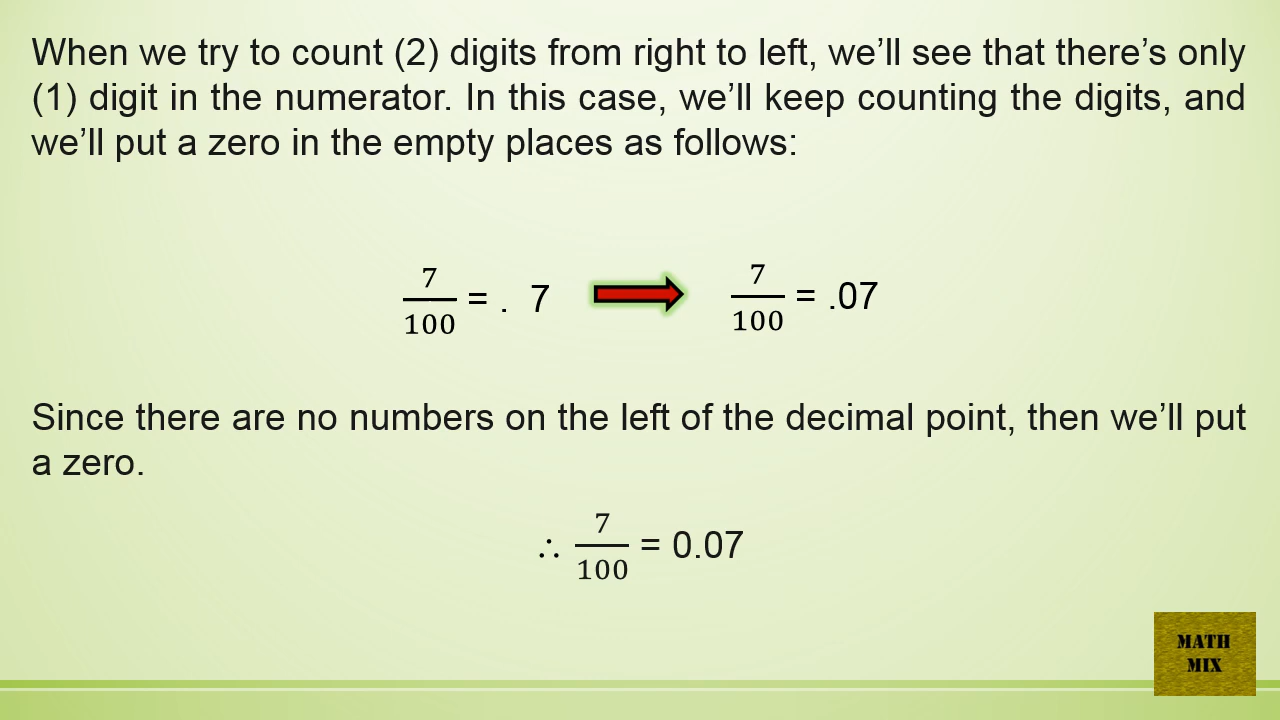 When we try to count (2) digits from right to left, we’ll see that there’s only
(1) digit in the numerator. In this case, we’ll keep counting the digits, and
we’ll put a zero in the empty places as follows:
7/100 = .  7 7/100 = .07
Since there are no numbers on the left of the decimal point, then we’ll put
a zero.
∴ 7/100 = 0.07
MATH
MIX